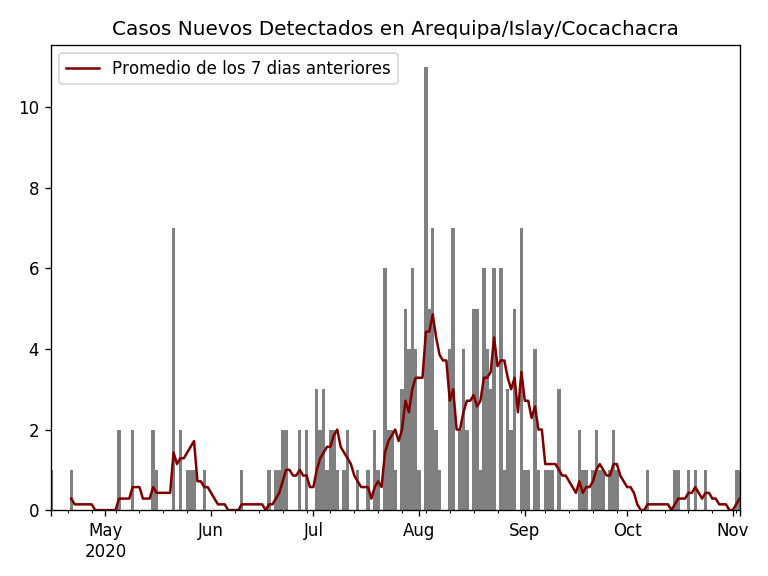 Casos Nuevos Detectados en Arequipa/Islay/Cocachacra
Promedio de los 7 dias anteriores
10
8
6
4
2
0
May Jun Jul Aug Sep Oct Nov
2020